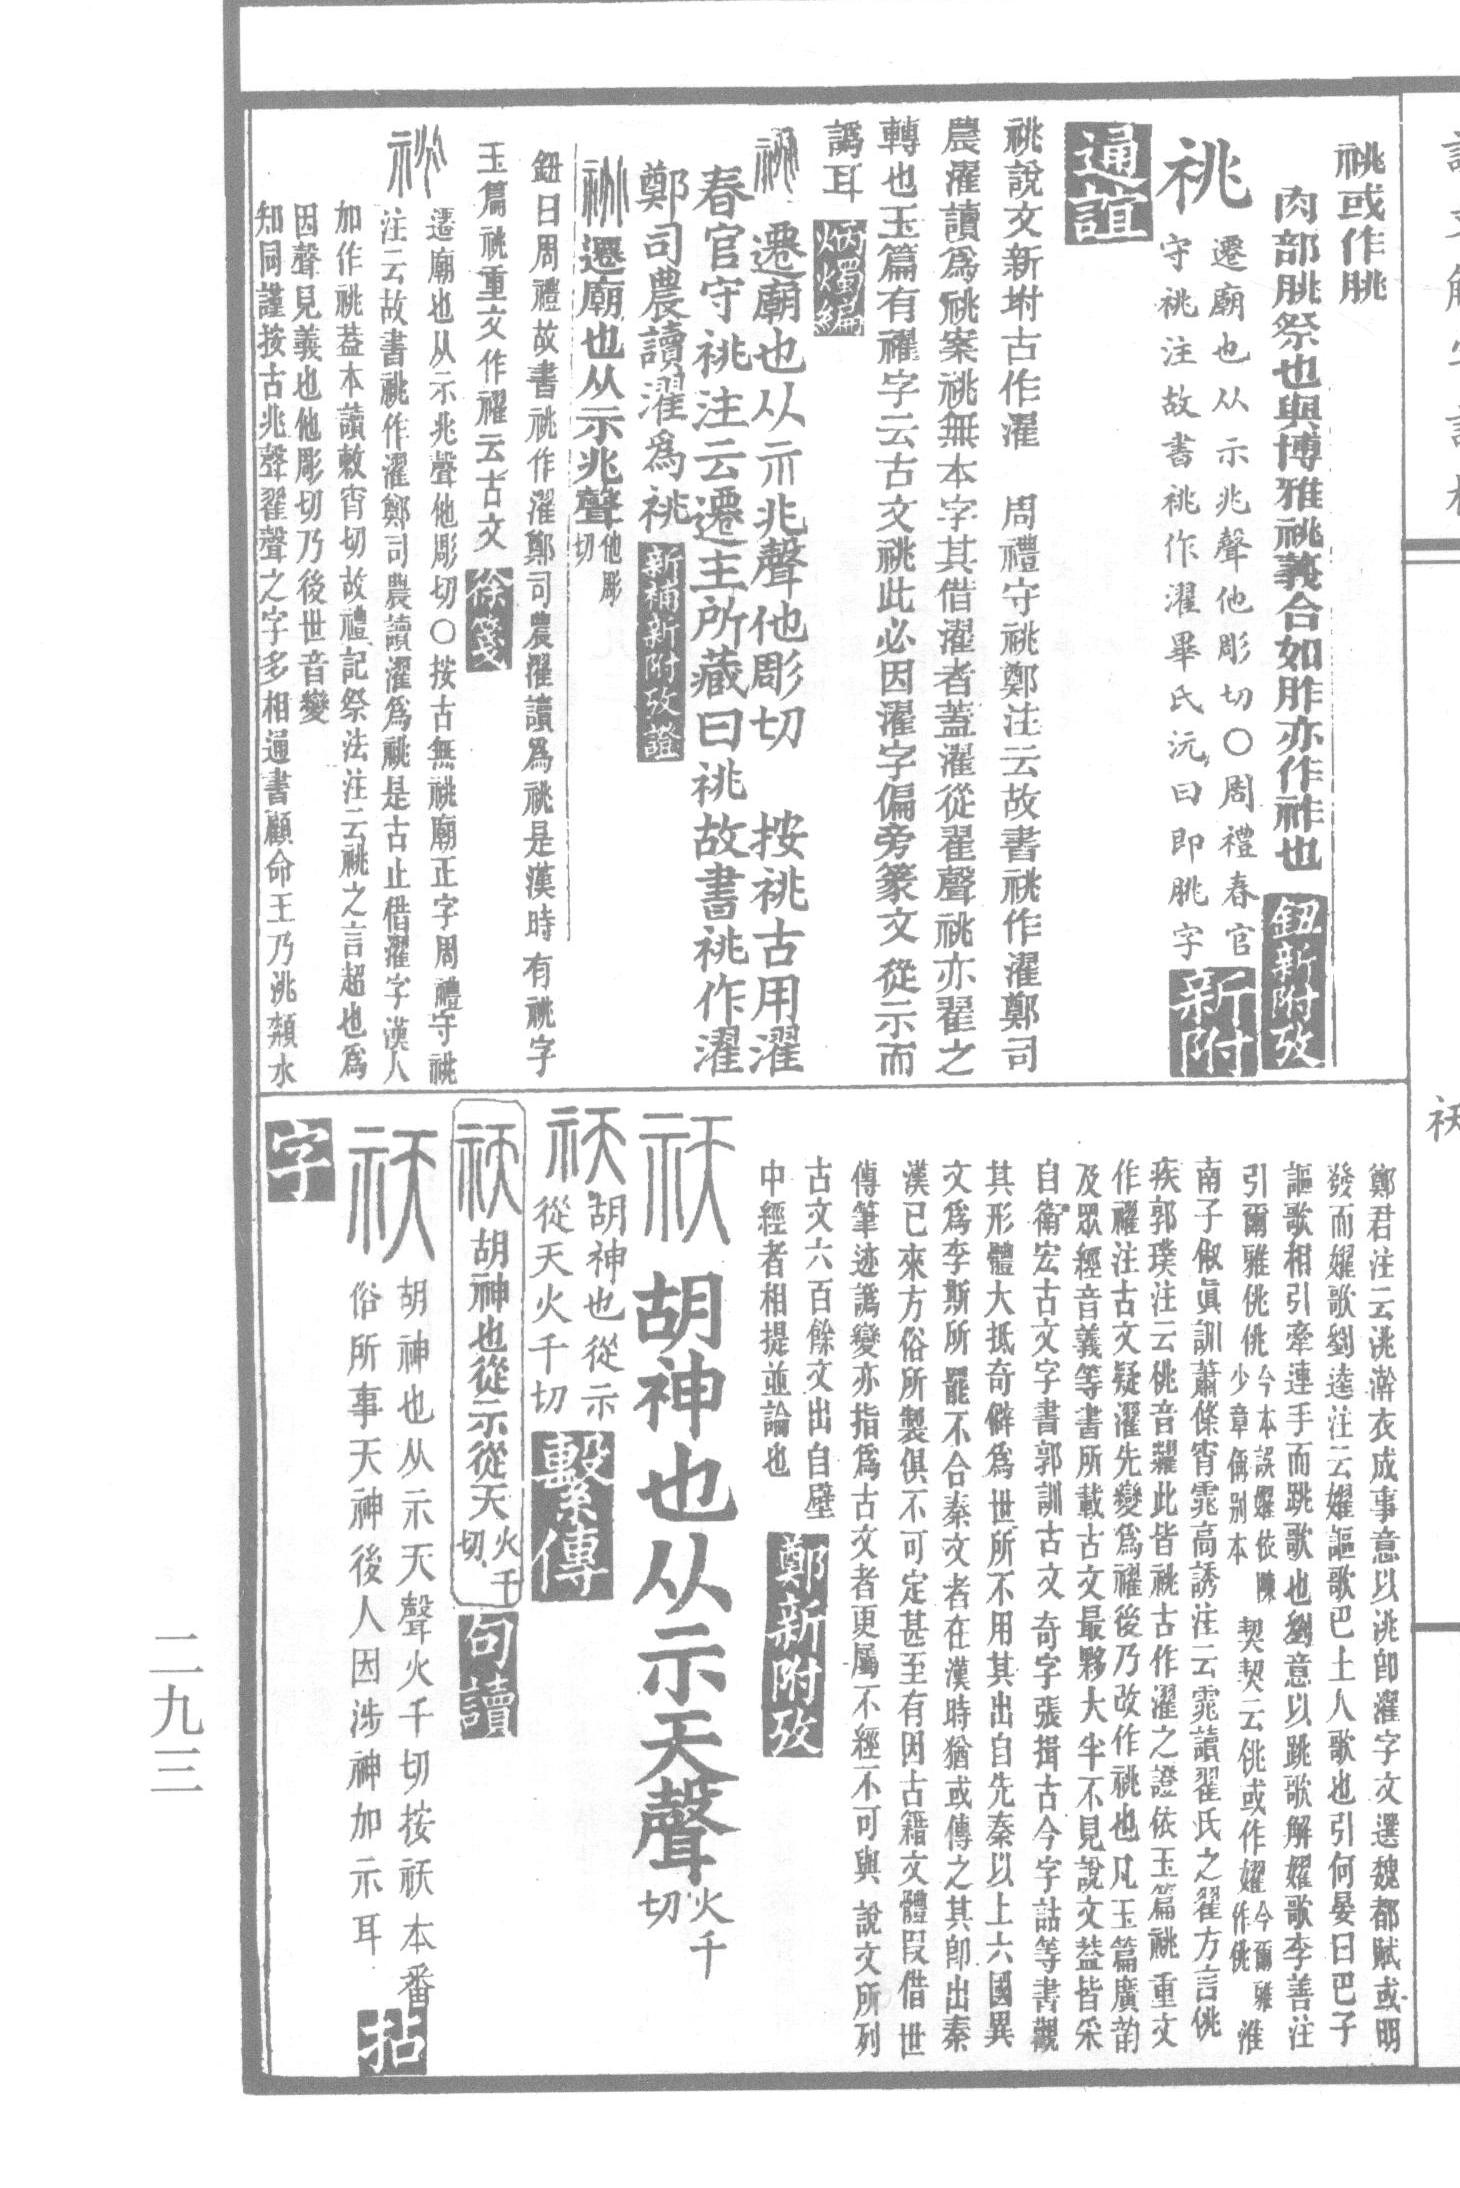 祧或作朓
肉部朓祭也與博雅祧義合如胙亦作祚也
鈕新附攷
祧
遷廟也从示兆聲他彫切○周禮春官
守祧注故書祧作濯畢氏沅曰即朓字
新附
通誼
祧說文新坿古作濯　周禮守祧鄭注云故書祧作濯鄭司
農濯讀爲祧案祧無本字其借濯者蓋濯從翟聲祧亦翟之
轉也玉篇有䄻字云古文祧此必因濯字偏旁篆文從示而
譌耳
炳燭編
祧
遷廟也从示兆聲他彫切　按祧古用濯
春官守祧注云遷主所藏曰祧故書祧作濯
鄭司農讀濯爲祧
新補新附攷證
祧
遷廟也从示兆聲
他彫
切
鈕曰周禮故書祧作濯鄭司農濯讀爲祧是漢時有祧字
玉篇祧重文作䄻云古文
徐箋
祧
遷廟也从示兆聲他彫切○按古無祧廟正字周禮守祧
注云故書祧作濯鄭司農讀濯爲祧是古止借濯字漢人
加作祧蓋本讀敕宵切故禮記祭法注云祧之言超也爲
因聲見義也他彫切乃後世音變
知同謹按古兆聲翟聲之字多相通書顧命王乃洮頮水
鄭君注云洮澣衣成事意以洮卽濯字文選魏都賦或明
發而嬥歌劉逵注云嬥謳歌巴土人歌也引何晏曰巴子
謳歌相引牽連手而跳歌也劉意以跳歌解嬥歌李善注
引爾雅佻佻
今本誤嬥依陳
少章傳別本
契契云佻或作嬥
今爾雅
作佻
淮
南子俶眞訓蕭條宵霓高誘注云霓讀翟氏之翟方言佻
疾郭璞注云佻音糶此皆祧古作濯之證依玉篇祧重文
作䄻注古文疑濯先變爲䄻後乃改作祧也凡玉篇廣韵
及眾經音義等書所載古文最夥大半不見說文葢皆采
自衛宏古文字書郭訓古文奇字張揖古今字詁等書觀
其形體大抵奇僻爲世所不用其出自先秦以上六國異
文爲李斯所罷不合秦文者在漢時猶或傳之其卽出秦
漢已來方俗所製俱不可定甚至有因古籍文體叚借世
傳筆迹譌變亦指爲古文者更屬不經不可與說文所列
古文六百餘文出自壁
中經者相提並論也
鄭新附攷
祆
胡神也从示天聲
火千
切
祆
胡神也從示
從天火千切
繫傳
祆
胡神也從示從天
火千
切
句讀
祆
胡神也从示天聲火千切按祆本番
俗所事天神後人因涉神加示耳
拈
字
祆
二九三